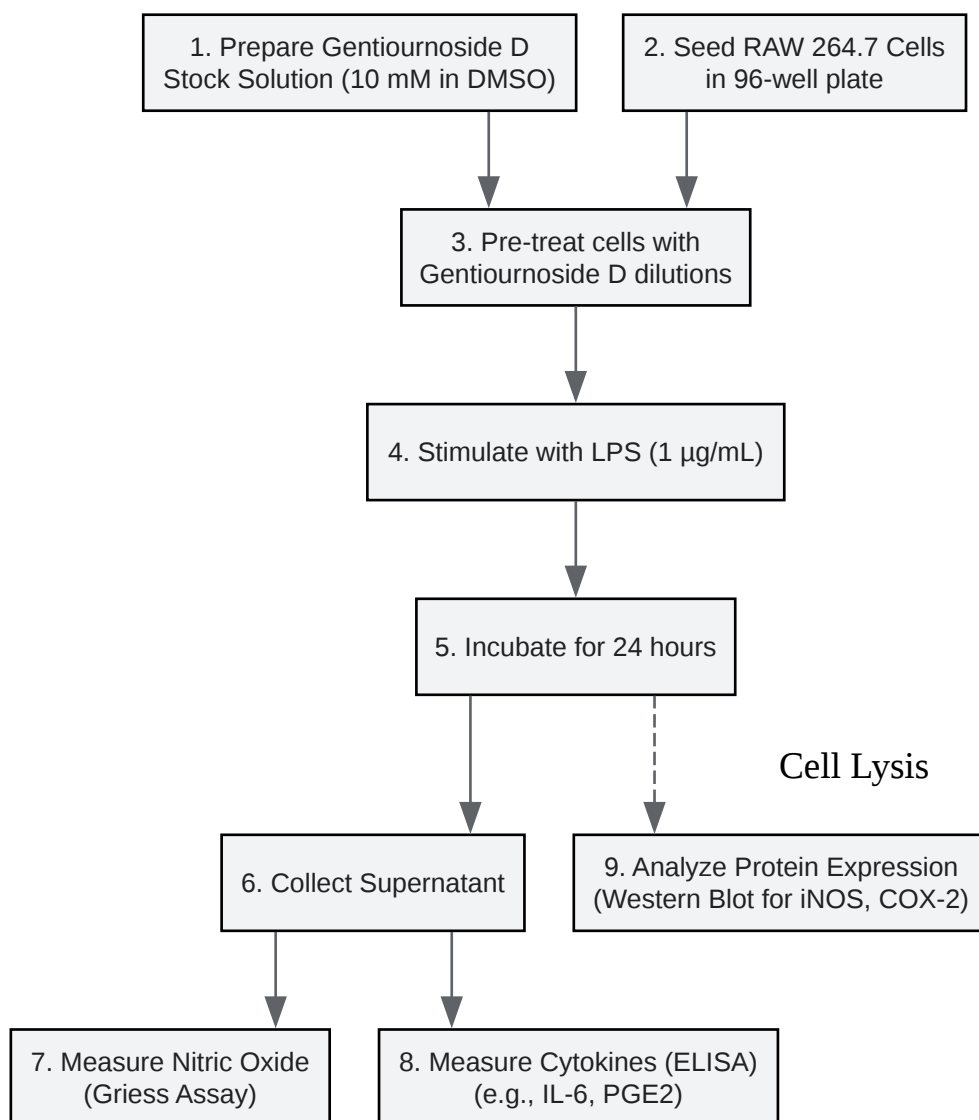 1. Prepare Gentiournoside D
Stock Solution (10 mM in DMSO)
2. Seed RAW 264.7 Cells
in 96-well plate
3. Pre-treat cells with
Gentiournoside D dilutions
4. Stimulate with LPS (1 µg/mL)
5. Incubate for 24 hours
Cell Lysis
6. Collect Supernatant
9. Analyze Protein Expression
(Western Blot for iNOS, COX-2)
7. Measure Nitric Oxide
(Griess Assay)
8. Measure Cytokines (ELISA)
(e.g., IL-6, PGE2)